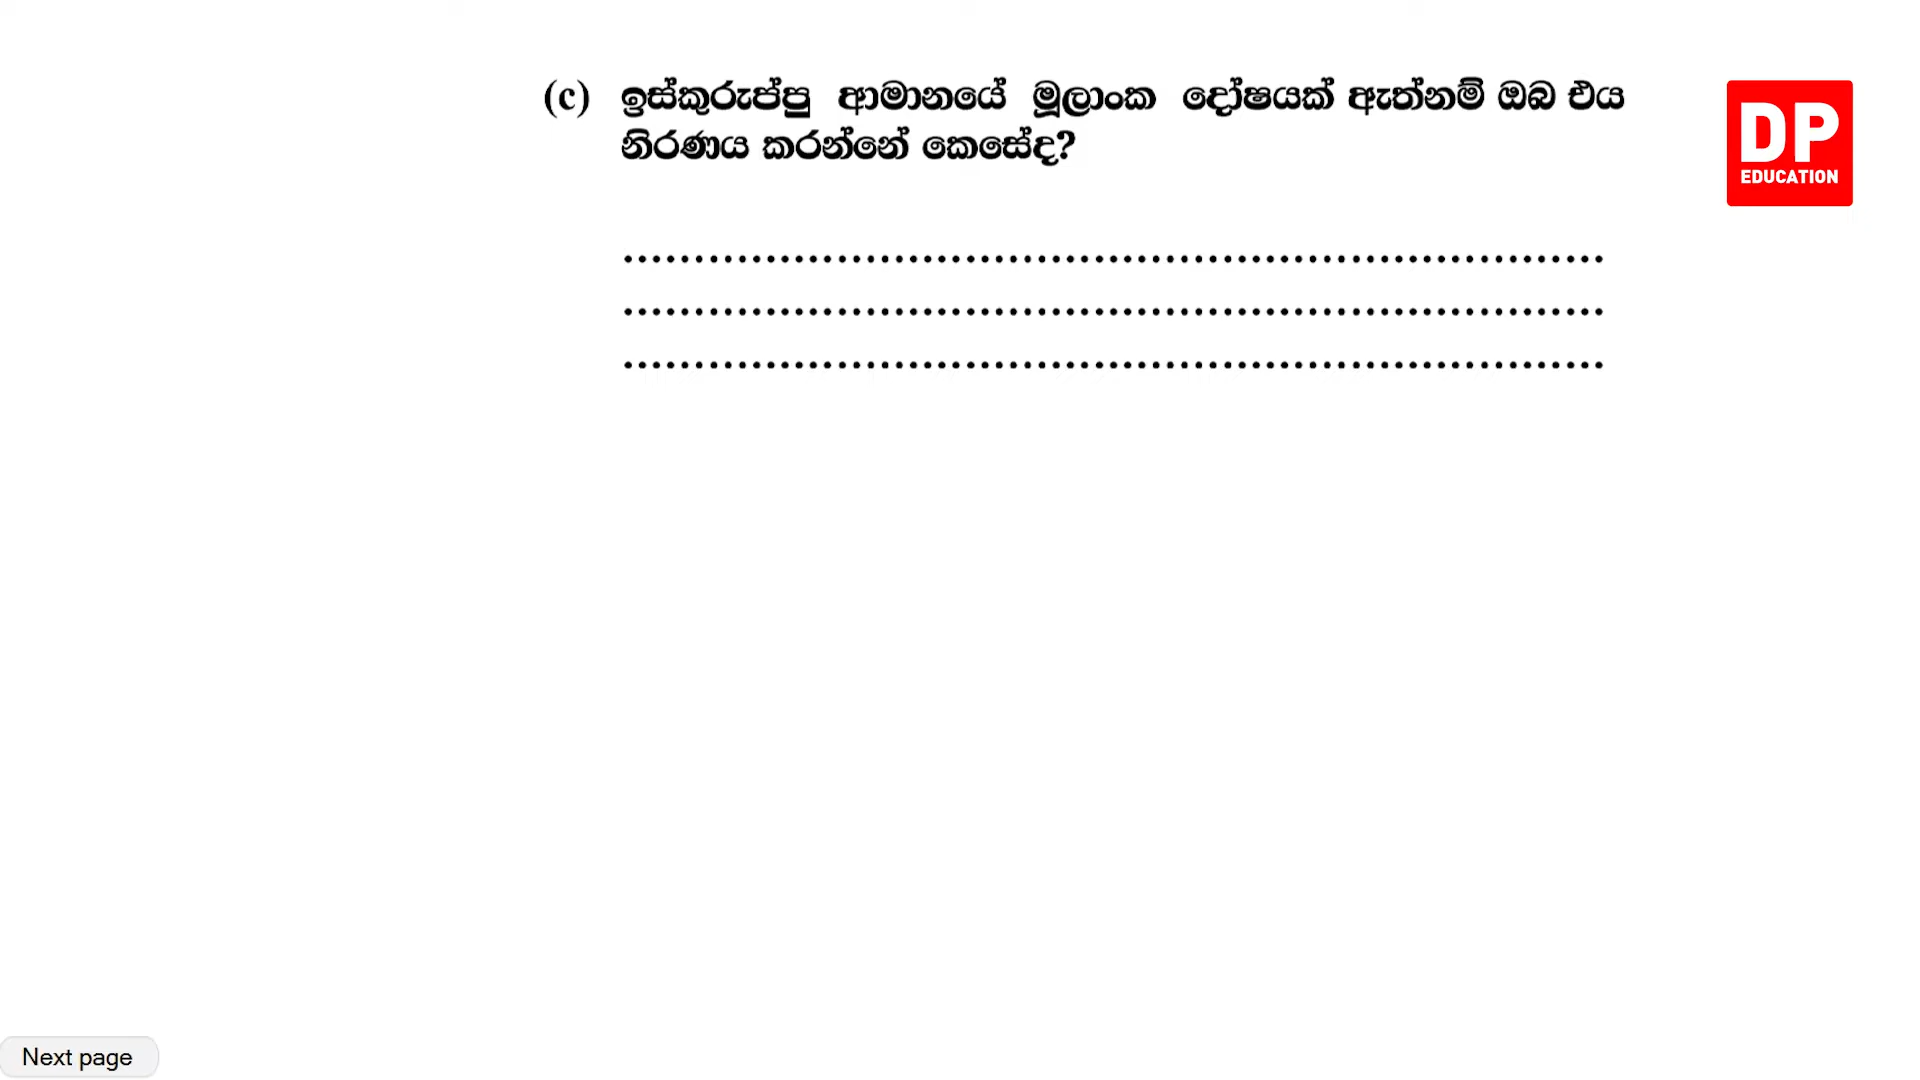 (c) ඉස්කුරුප්පු ආමානයේ මූලාංක දෝෂයක් ඇත්නම් ඔබ එය
නිරණය කරන්නේ කෙසේද?
DP
EDUCATION
................................................................
................................................................
................................................................
Next page